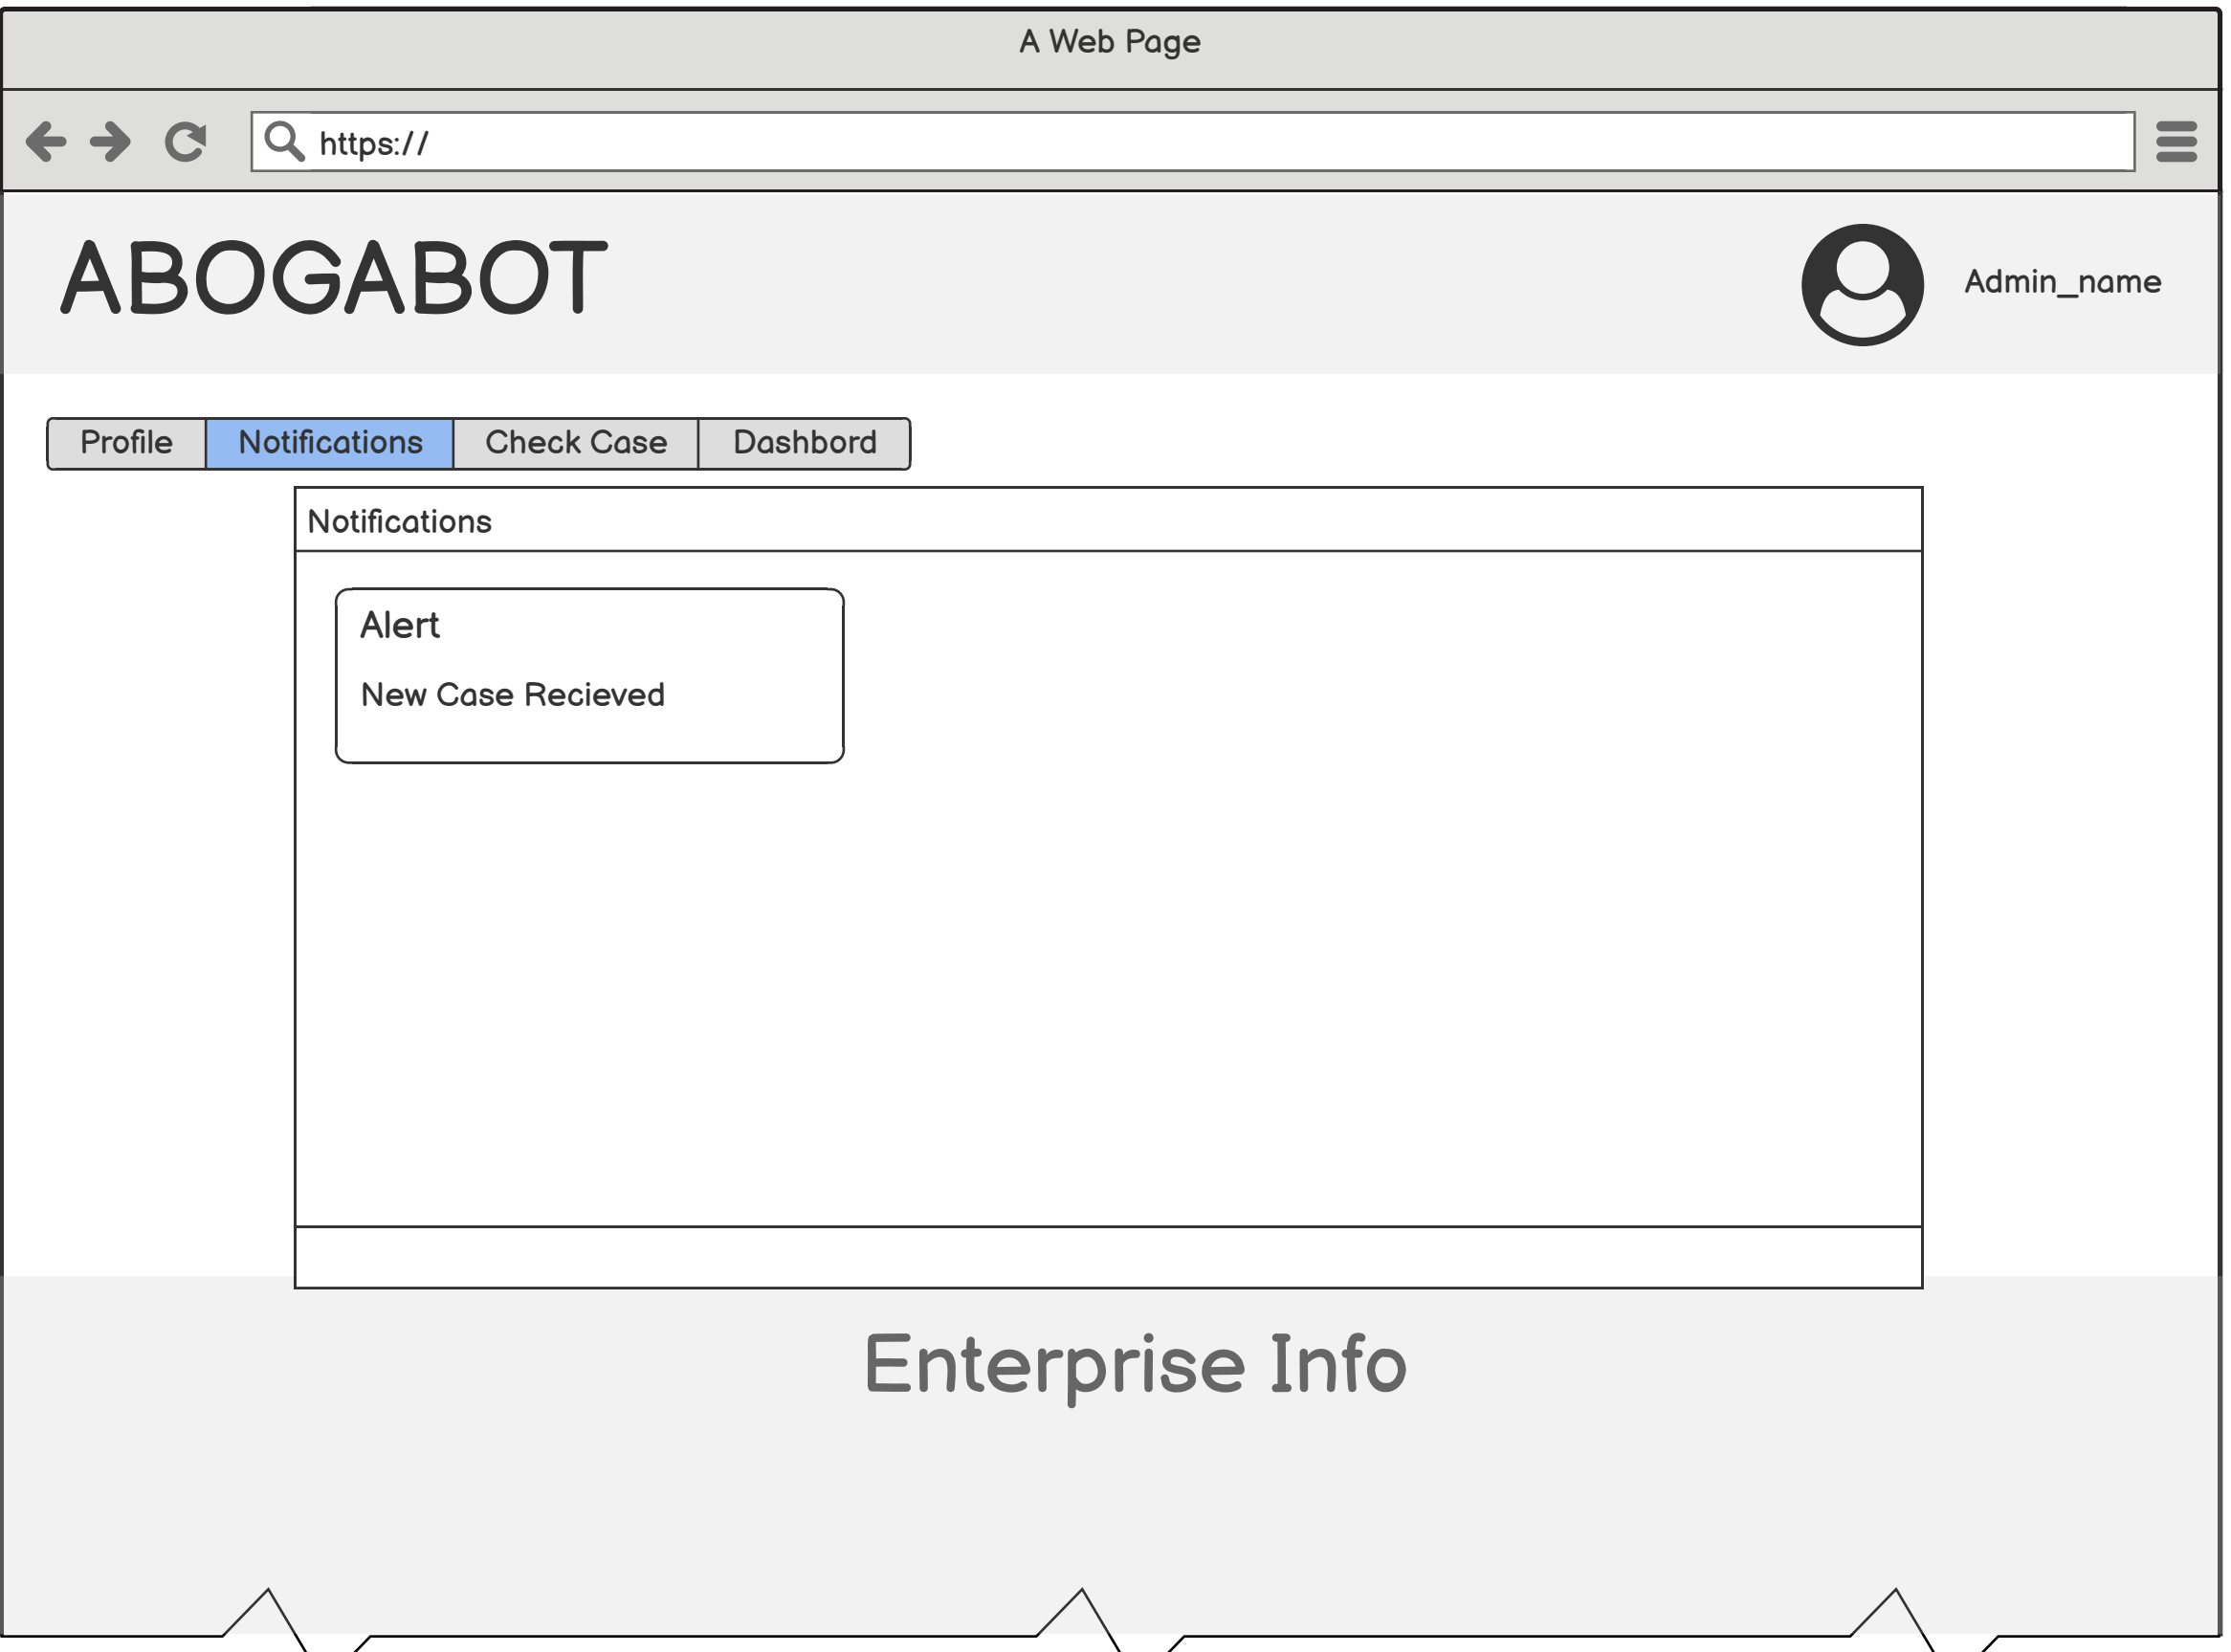 A Web Page
https://
ABOGABOT
Admin_name
Profile Notifications Check Case Dashbord
Notifications
Alert
New Case Recieved
Enterprise Info